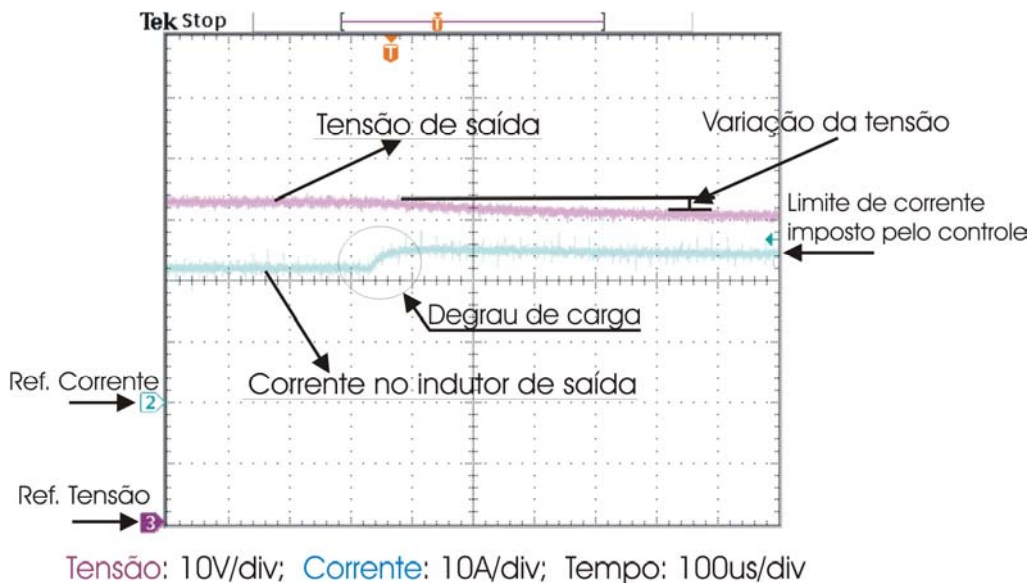 Tek Stop
T
T
Tensão de saída
Variação da tensão
Limite de corrente
imposto pelo controle
Degrau de carga
Ref. Corrente
2
Corrente no indutor de saída
Ref. Tensão
3
Tensão: 10V/div; Corrente: 10A/div; Tempo: 100us/div